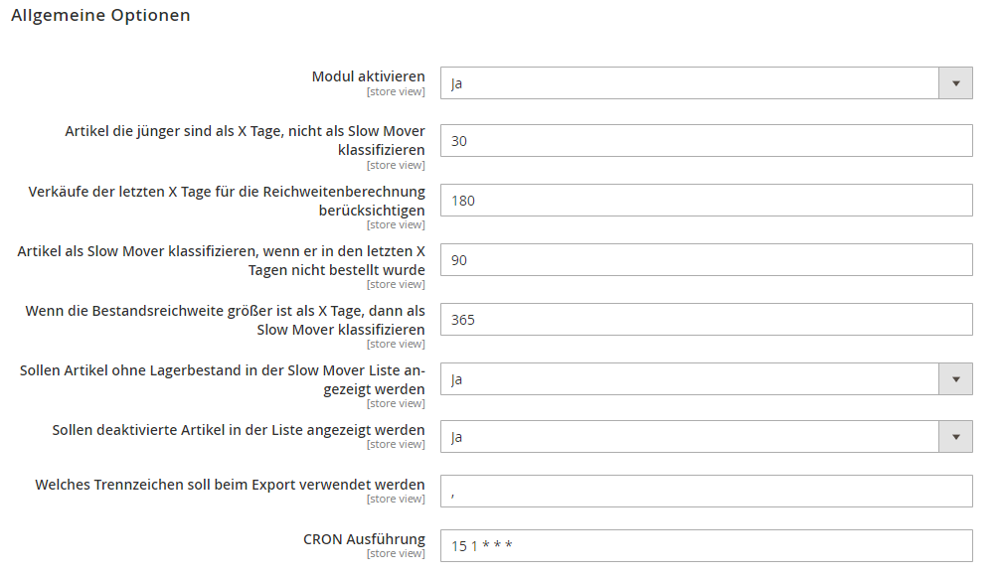 Allgemeine Optionen
Modul aktivieren
[store view]
Ja
Artikel die jünger sind als X Tage, nicht als Slow Mover
klassifizieren
[store view]
30
Verkäufe der letzten X Tage für die Reichweitenberechnung
berücksichtigen
[store view]
180
Artikel als Slow Mover klassifizieren, wenn er in den letzten X
Tagen nicht bestellt wurde
[store view]
90
Wenn die Bestandsreichweite größer ist als X Tage, dann als
Slow Mover klassifizieren
[store view]
365
Sollen Artikel ohne Lagerbestand in der Slow Mover Liste an-
gezeigt werden
[store view]
Ja
Sollen deaktivierte Artikel in der Liste angezeigt werden
[store view]
Ja
Welches Trennzeichen soll beim Export verwendet werden
[store view]
,
CRON Ausführung
[store view]
15 1 * * *